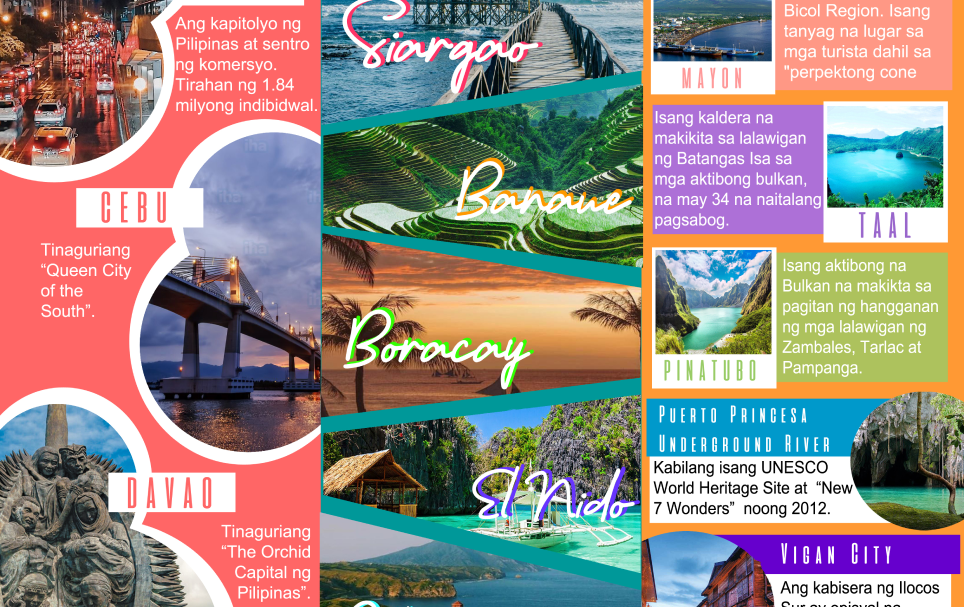 Ang kapitolyo ng
Pilipinas at sentro
ng komersyo.
Tirahan ng 1.84
milyong indibidwal.
CEBU
Tinaguriang
“Queen City
of the
South”.
DAVAO
Tinaguriang
“The Orchid
Capital ng
Pilipinas”.
Siargao
Banaue
Boracay
El Nido
Bicol Region. Isang
tanyag na lugar sa
mga turista dahil sa
"perpektong cone
MAYON
Isang kaldera na
makikita sa lalawigan
ng Batangas Isa sa
mga aktibong bulkan,
na may 34 na naitalang
pagsabog.
TAAL
Isang aktibong na
Bulkan na makikta sa
pagitan ng hangganan
ng mga lalawigan ng
Zambales, Tarlac at
Pampanga.
PINATUBO
PUERTO PRINCESA
UNDERGROUND RIVER
Kabilang isang UNESCO
World Heritage Site at “New
7 Wonders” noong 2012.
VIGAN CITY
Ang kabisera ng Ilocos
Sur ay